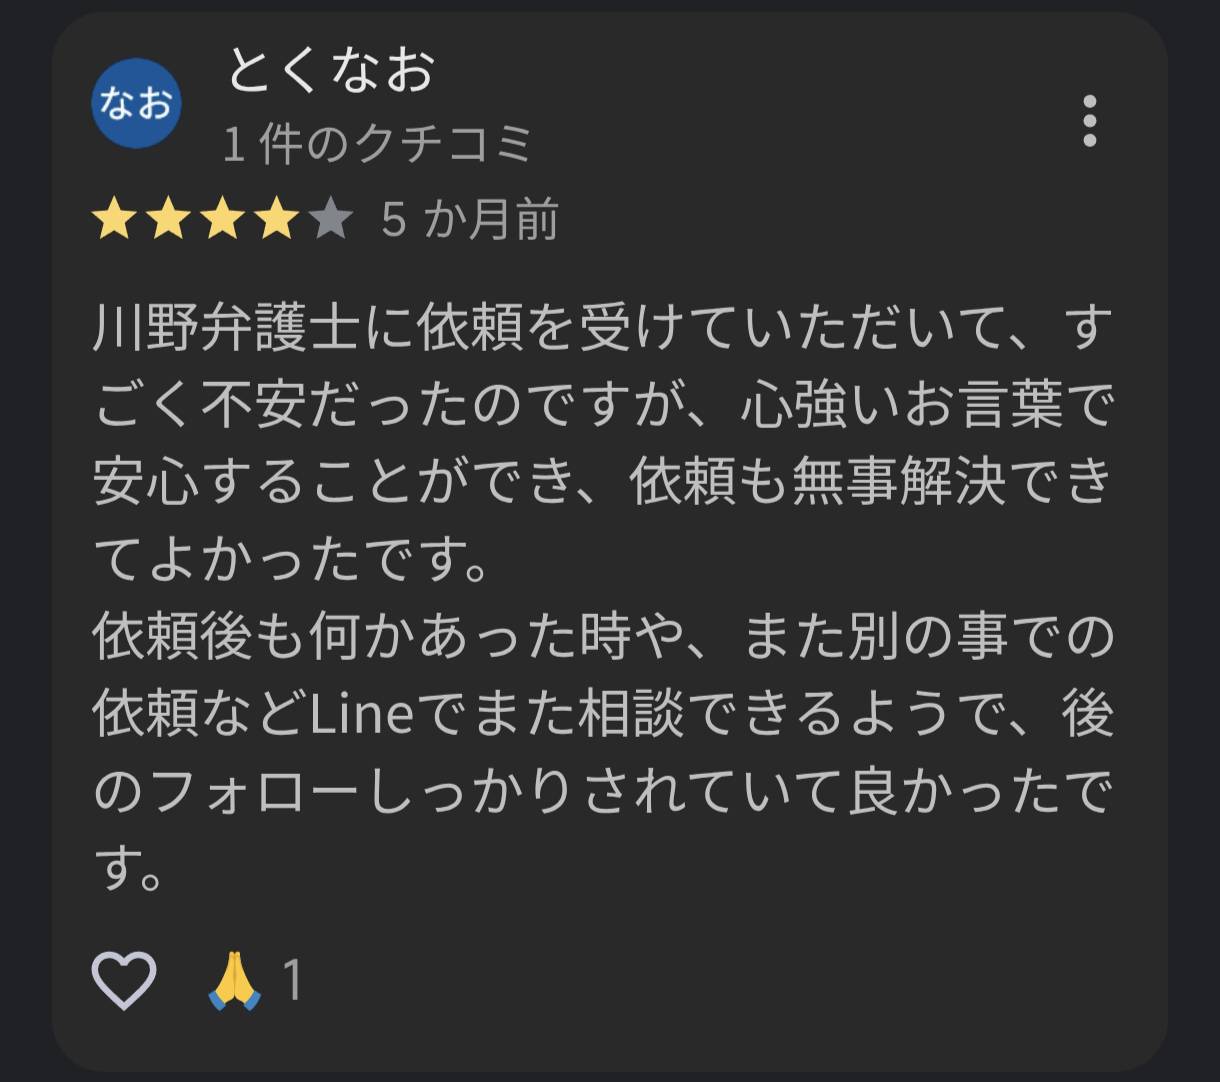 なお
とくなお
1 件のクチコミ
5 か月前
川野弁護士に依頼を受けていただいて、す
ごく不安だったのですが、心強いお言葉で
安心することができ、依頼も無事解決でき
てよかったです。
依頼後も何かあった時や、また別の事での
依頼などLineでまた相談できるようで、後
のフォローしっかりされていて良かったで
す。
1